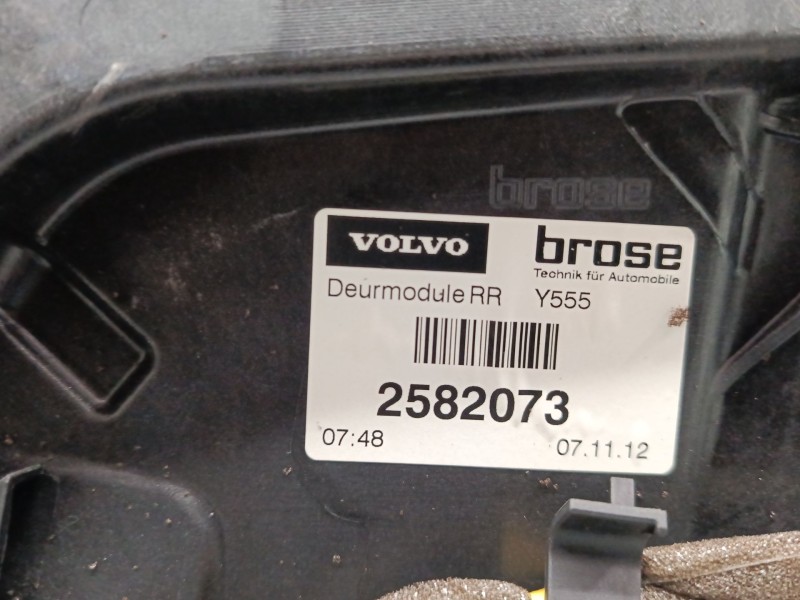 brose
VOLVO brose
Technik für Automobile
Deurmodule RR Y555
2582073
07:48 07.11.12